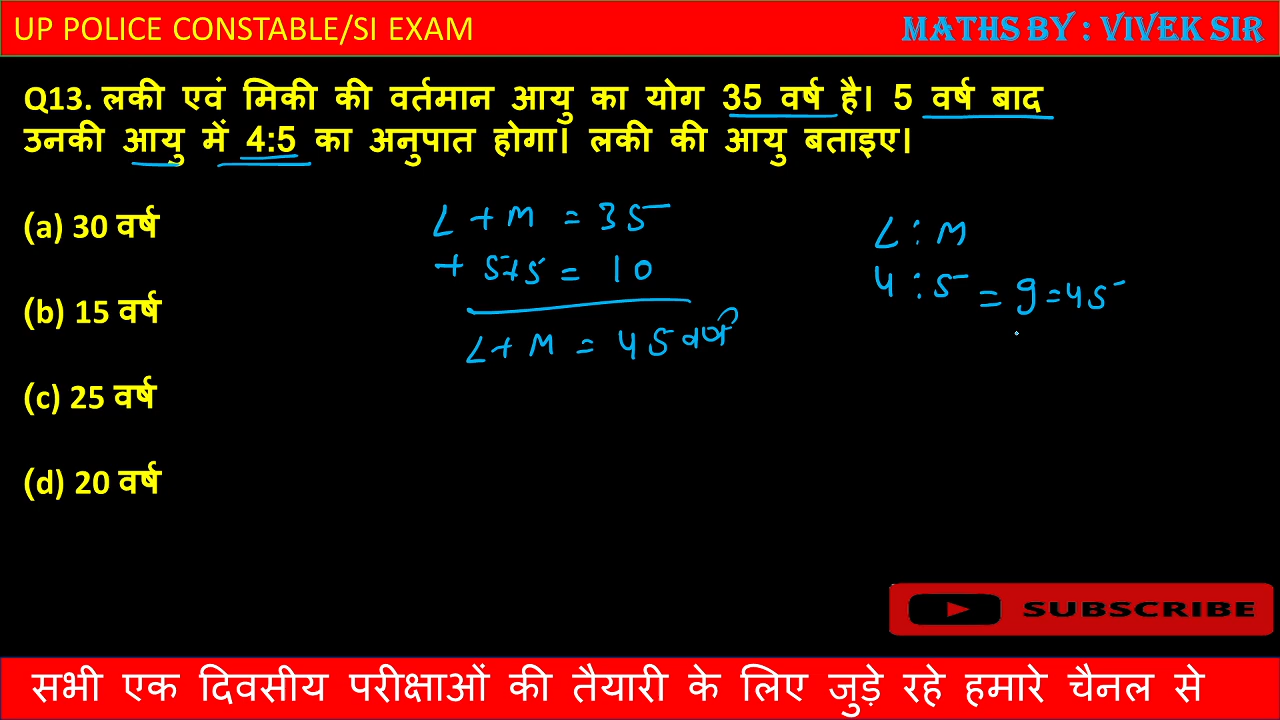 UP POLICE CONSTABLE/SI EXAM
MATHS BY : VIVEK SIR
Q13. लकी एवं मिकी की वर्तमान आयु का योग 35 वर्ष है। 5 वर्ष बाद
उनकी आयु में 4:5 का अनुपात होगा। लकी की आयु बताइए।
(a) 30 वर्ष
(b) 15 वर्ष
(c) 25 वर्ष
(d) 20 वर्ष
L + M = 35
+ 5+5 = 10
L+ M = 45 वर्ष
L : M
4 : 5 = 9 = 45
SUBSCRIBE
सभी एक दिवसीय परीक्षाओं की तैयारी के लिए जुड़े रहे हमारे चैनल से